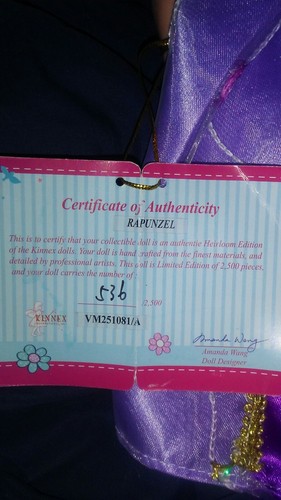 Certificate of Authenticity
RAPUNZEL
This is to certify that your collectible doll is an authentic Heirloom Edition
of the Kinnex dolls. Your doll is hand crafted from the finest materials, and
detailed by professional artists. This doll is Limited Edition of 2,500 pieces,
and your doll carries the number of :
536 /2,500
KINNEX VM251081/A
Amanda Wang
Amanda Wang
Doll Designer